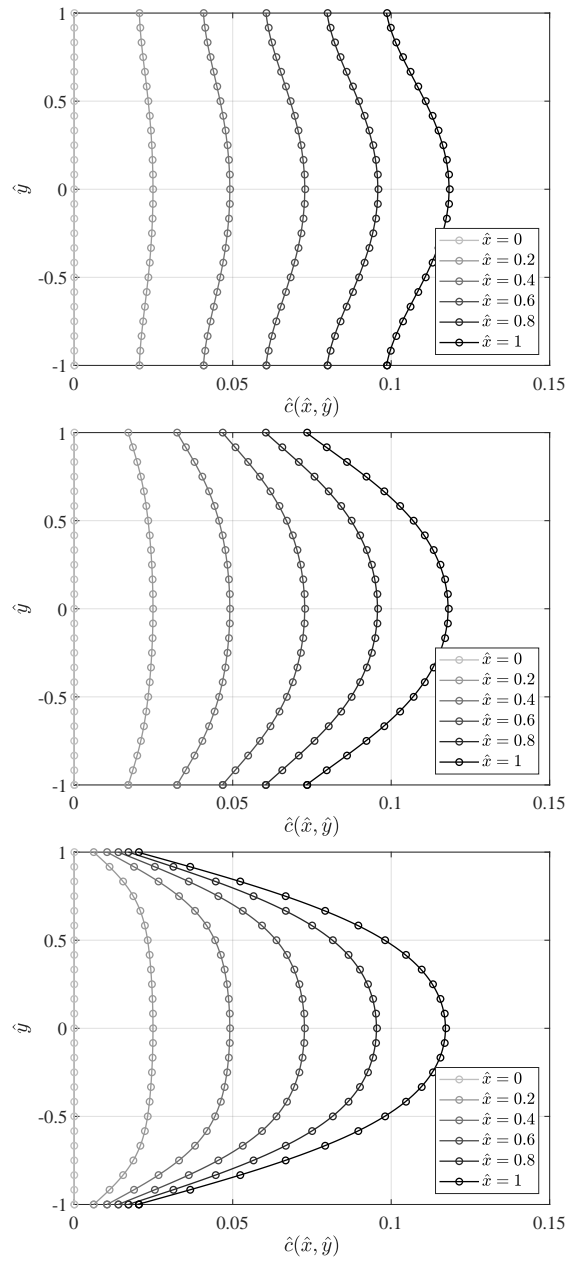 1
0.5
0
-0.5
-1
ŷ
x̂ = 0
x̂ = 0.2
x̂ = 0.4
x̂ = 0.6
x̂ = 0.8
x̂ = 1
0 0.05 0.1 0.15
ĉ(x̂, ŷ)
1
0.5
0
-0.5
-1
ŷ
x̂ = 0
x̂ = 0.2
x̂ = 0.4
x̂ = 0.6
x̂ = 0.8
x̂ = 1
0 0.05 0.1 0.15
ĉ(x̂, ŷ)
1
0.5
0
-0.5
-1
ŷ
x̂ = 0
x̂ = 0.2
x̂ = 0.4
x̂ = 0.6
x̂ = 0.8
x̂ = 1
0 0.05 0.1 0.15
ĉ(x̂, ŷ)